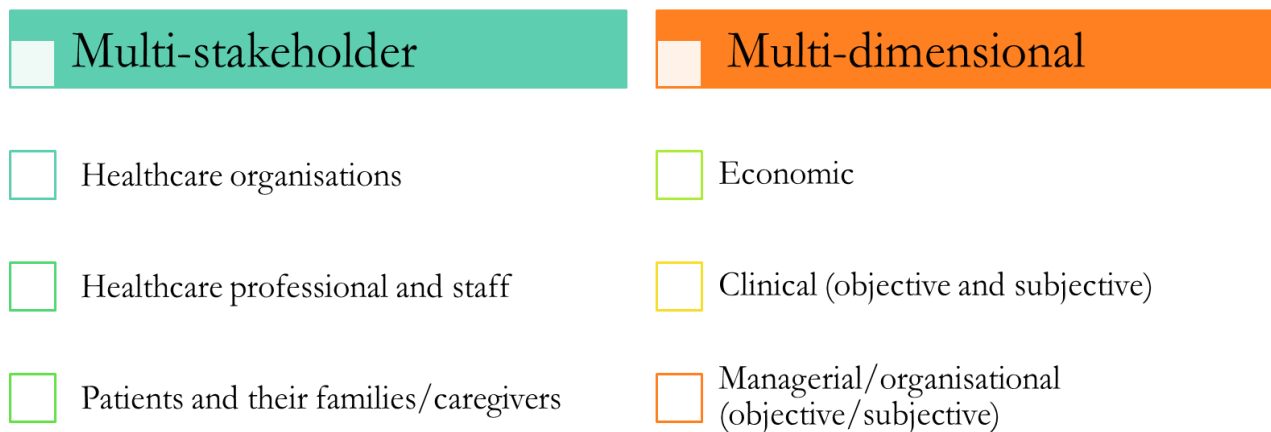 Multi-stakeholder
Healthcare organisations
Healthcare professional and staff
Patients and their families/caregivers
Multi-dimensional
Economic
Clinical (objective and subjective)
Managerial/organisational
(objective/subjective)